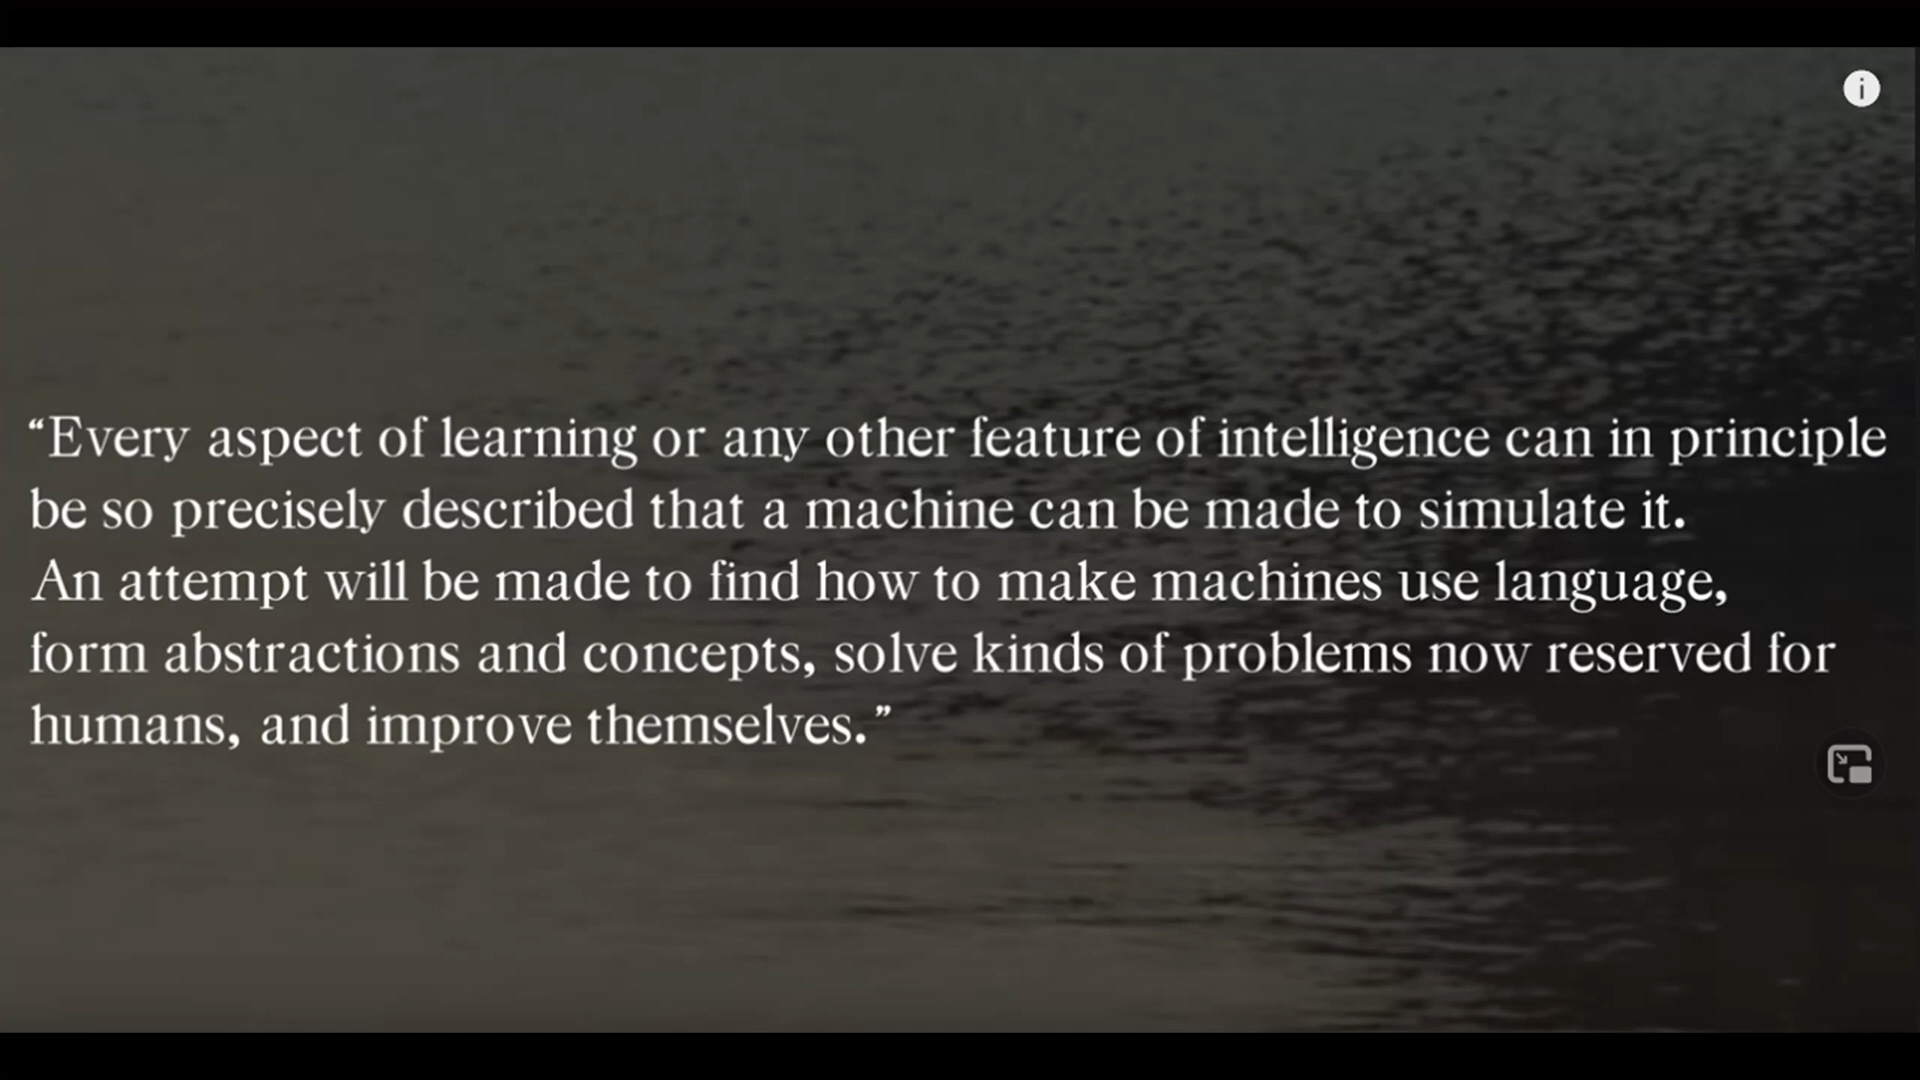 “Every aspect of learning or any other feature of intelligence can in principle
be so precisely described that a machine can be made to simulate it.
An attempt will be made to find how to make machines use language,
form abstractions and concepts, solve kinds of problems now reserved for
humans, and improve themselves.”